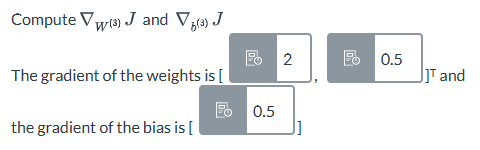 Compute ∇W(3) J and ∇b(3) J
The gradient of the weights is [ 2 , 0.5 ]T and
the gradient of the bias is [ 0.5 ]